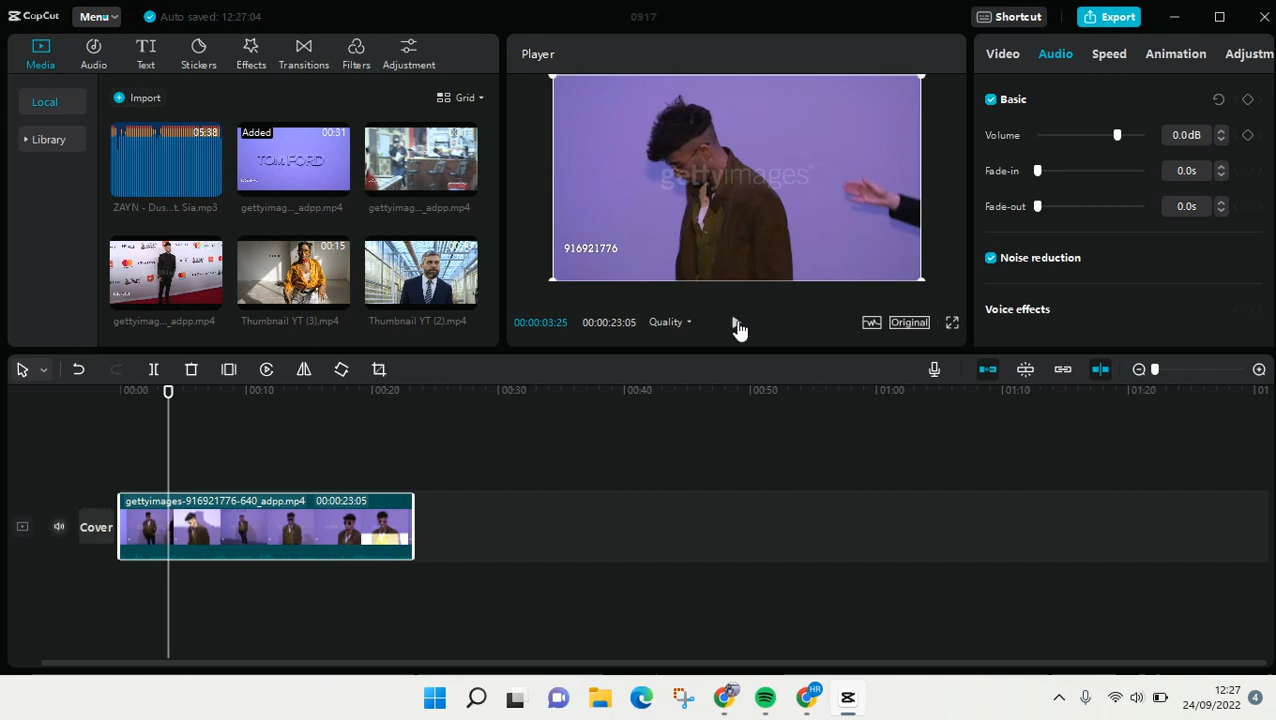 CapCut Menu Auto saved: 12:27:04 0917 Shortcut Export
Media Audio Text Stickers Effects Transitions Filters Adjustment
Local
Library
Import Grid
05:38
ZAYN - Dus...t. Sia.mp3
Added 00:31
TOM FORD
gettyimag..._adpp.mp4
gettyimag..._adpp.mp4
gettyimag..._adpp.mp4
00:15
Thumbnail YT (3).mp4
Thumbnail YT (2).mp4
Player
gettyimages
916921776
00:00:03:25 00:00:23:05 Quality Original
Video Audio Speed Animation Adjustm
Basic
Volume 0.0dB
Fade-in 0.0s
Fade-out 0.0s
Noise reduction
Voice effects
00:00 00:10 00:20 00:30 00:40 00:50 01:00 01:10 01:20 01
gettyimages-916921776-640_adpp.mp4 00:00:23:05
Cover
HR
12:27
24/09/2022
4